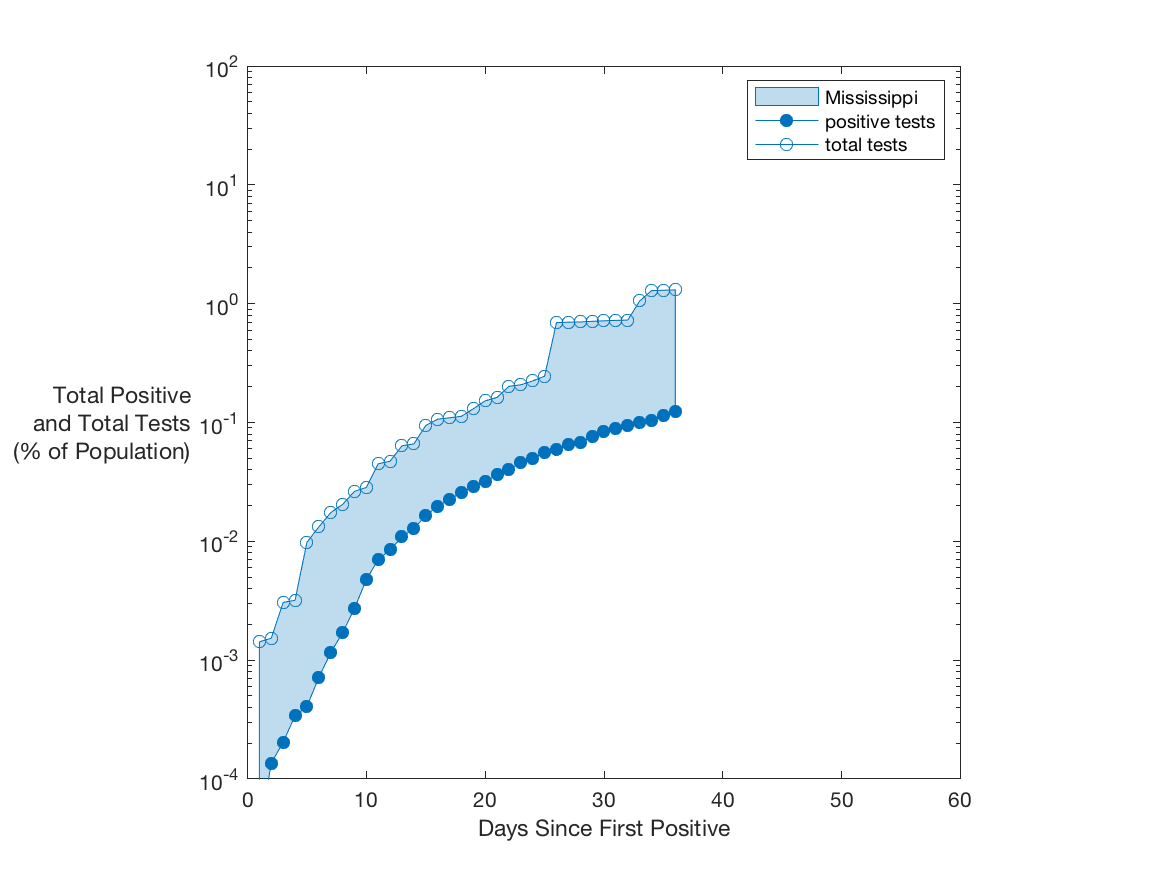 10^2
10^1
10^0
10^-1
10^-2
10^-3
10^-4
Total Positive
and Total Tests
(% of Population)
0 10 20 30 40 50 60
Days Since First Positive
Mississippi
positive tests
total tests